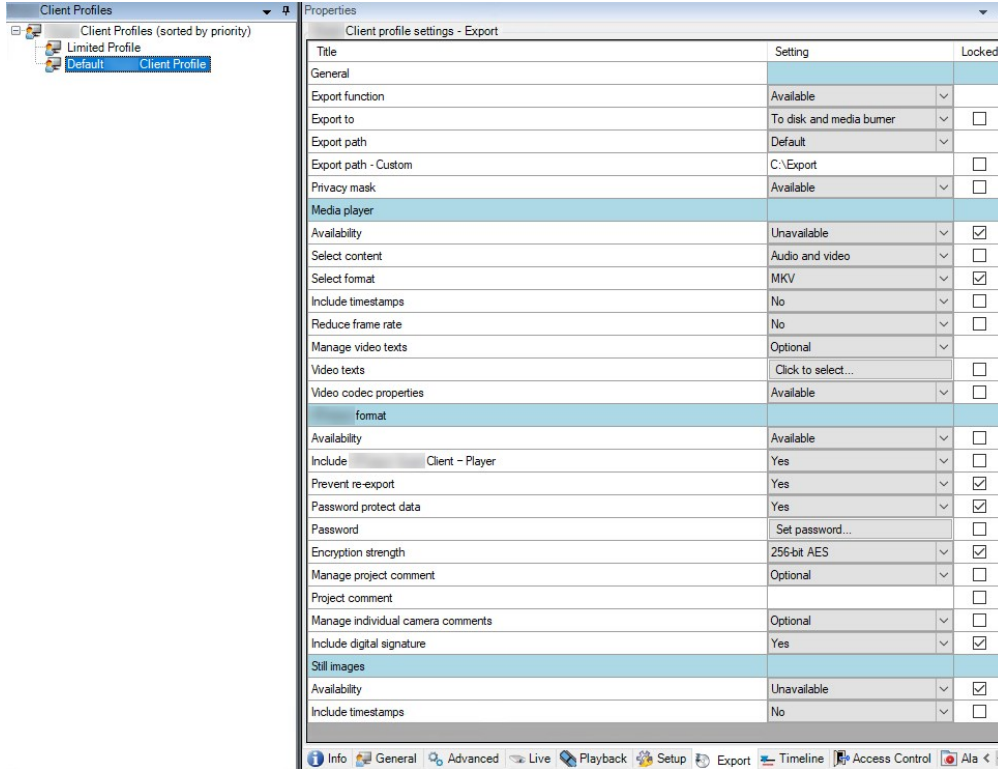 Client Profiles
Client Profiles (sorted by priority)
Limited Profile
Default Client Profile
Properties
Client profile settings - Export
Title Setting Locked
General
Export function Available
Export to To disk and media burner
Export path Default
Export path - Custom C:\Export
Privacy mask Available
Media player
Availability Unavailable
Select content Audio and video
Select format MKV
Include timestamps No
Reduce frame rate No
Manage video texts Optional
Video texts Click to select...
Video codec properties Available
format
Availability Available
Include Client - Player Yes
Prevent re-export Yes
Password protect data Yes
Password Set password...
Encryption strength 256-bit AES
Manage project comment Optional
Project comment
Manage individual camera comments Optional
Include digital signature Yes
Still images
Availability Unavailable
Include timestamps No
Info General Advanced Live Playback Setup Export Timeline Access Control Ala